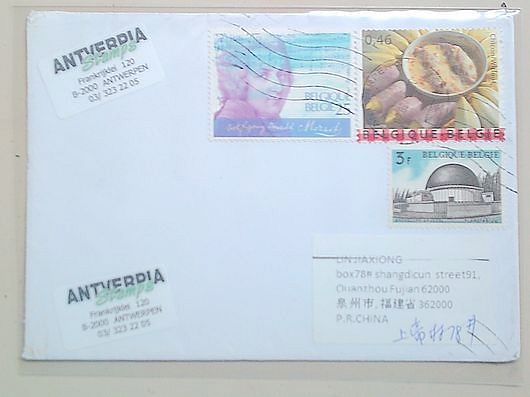 ANTVERPIA
Stamps
Frankrijklei 120
B-2000 ANTWERPEN
03/ 323 22 05
BELGIQUE
BELGIË
0,46
BELGIQUE-BELGIE
3F
BELGIQUE-BELGIE
LINJIAXIONG
box78# shangdicun street91,
Quanzhou Fujian 62000
泉州市, 福建省 362000
P.R.CHINA
ANTVERPIA
Stamps
Frankrijklei 120
B-2000 ANTWERPEN
03/ 323 22 05